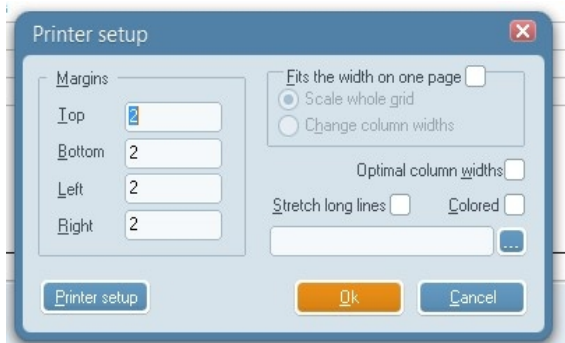 Printer setup
Margins
Top 2
Bottom 2
Left 2
Right 2
Fits the width on one page
Scale whole grid
Change column widths
Optimal column widths
Stretch long lines Colored
...
Printer setup Ok Cancel